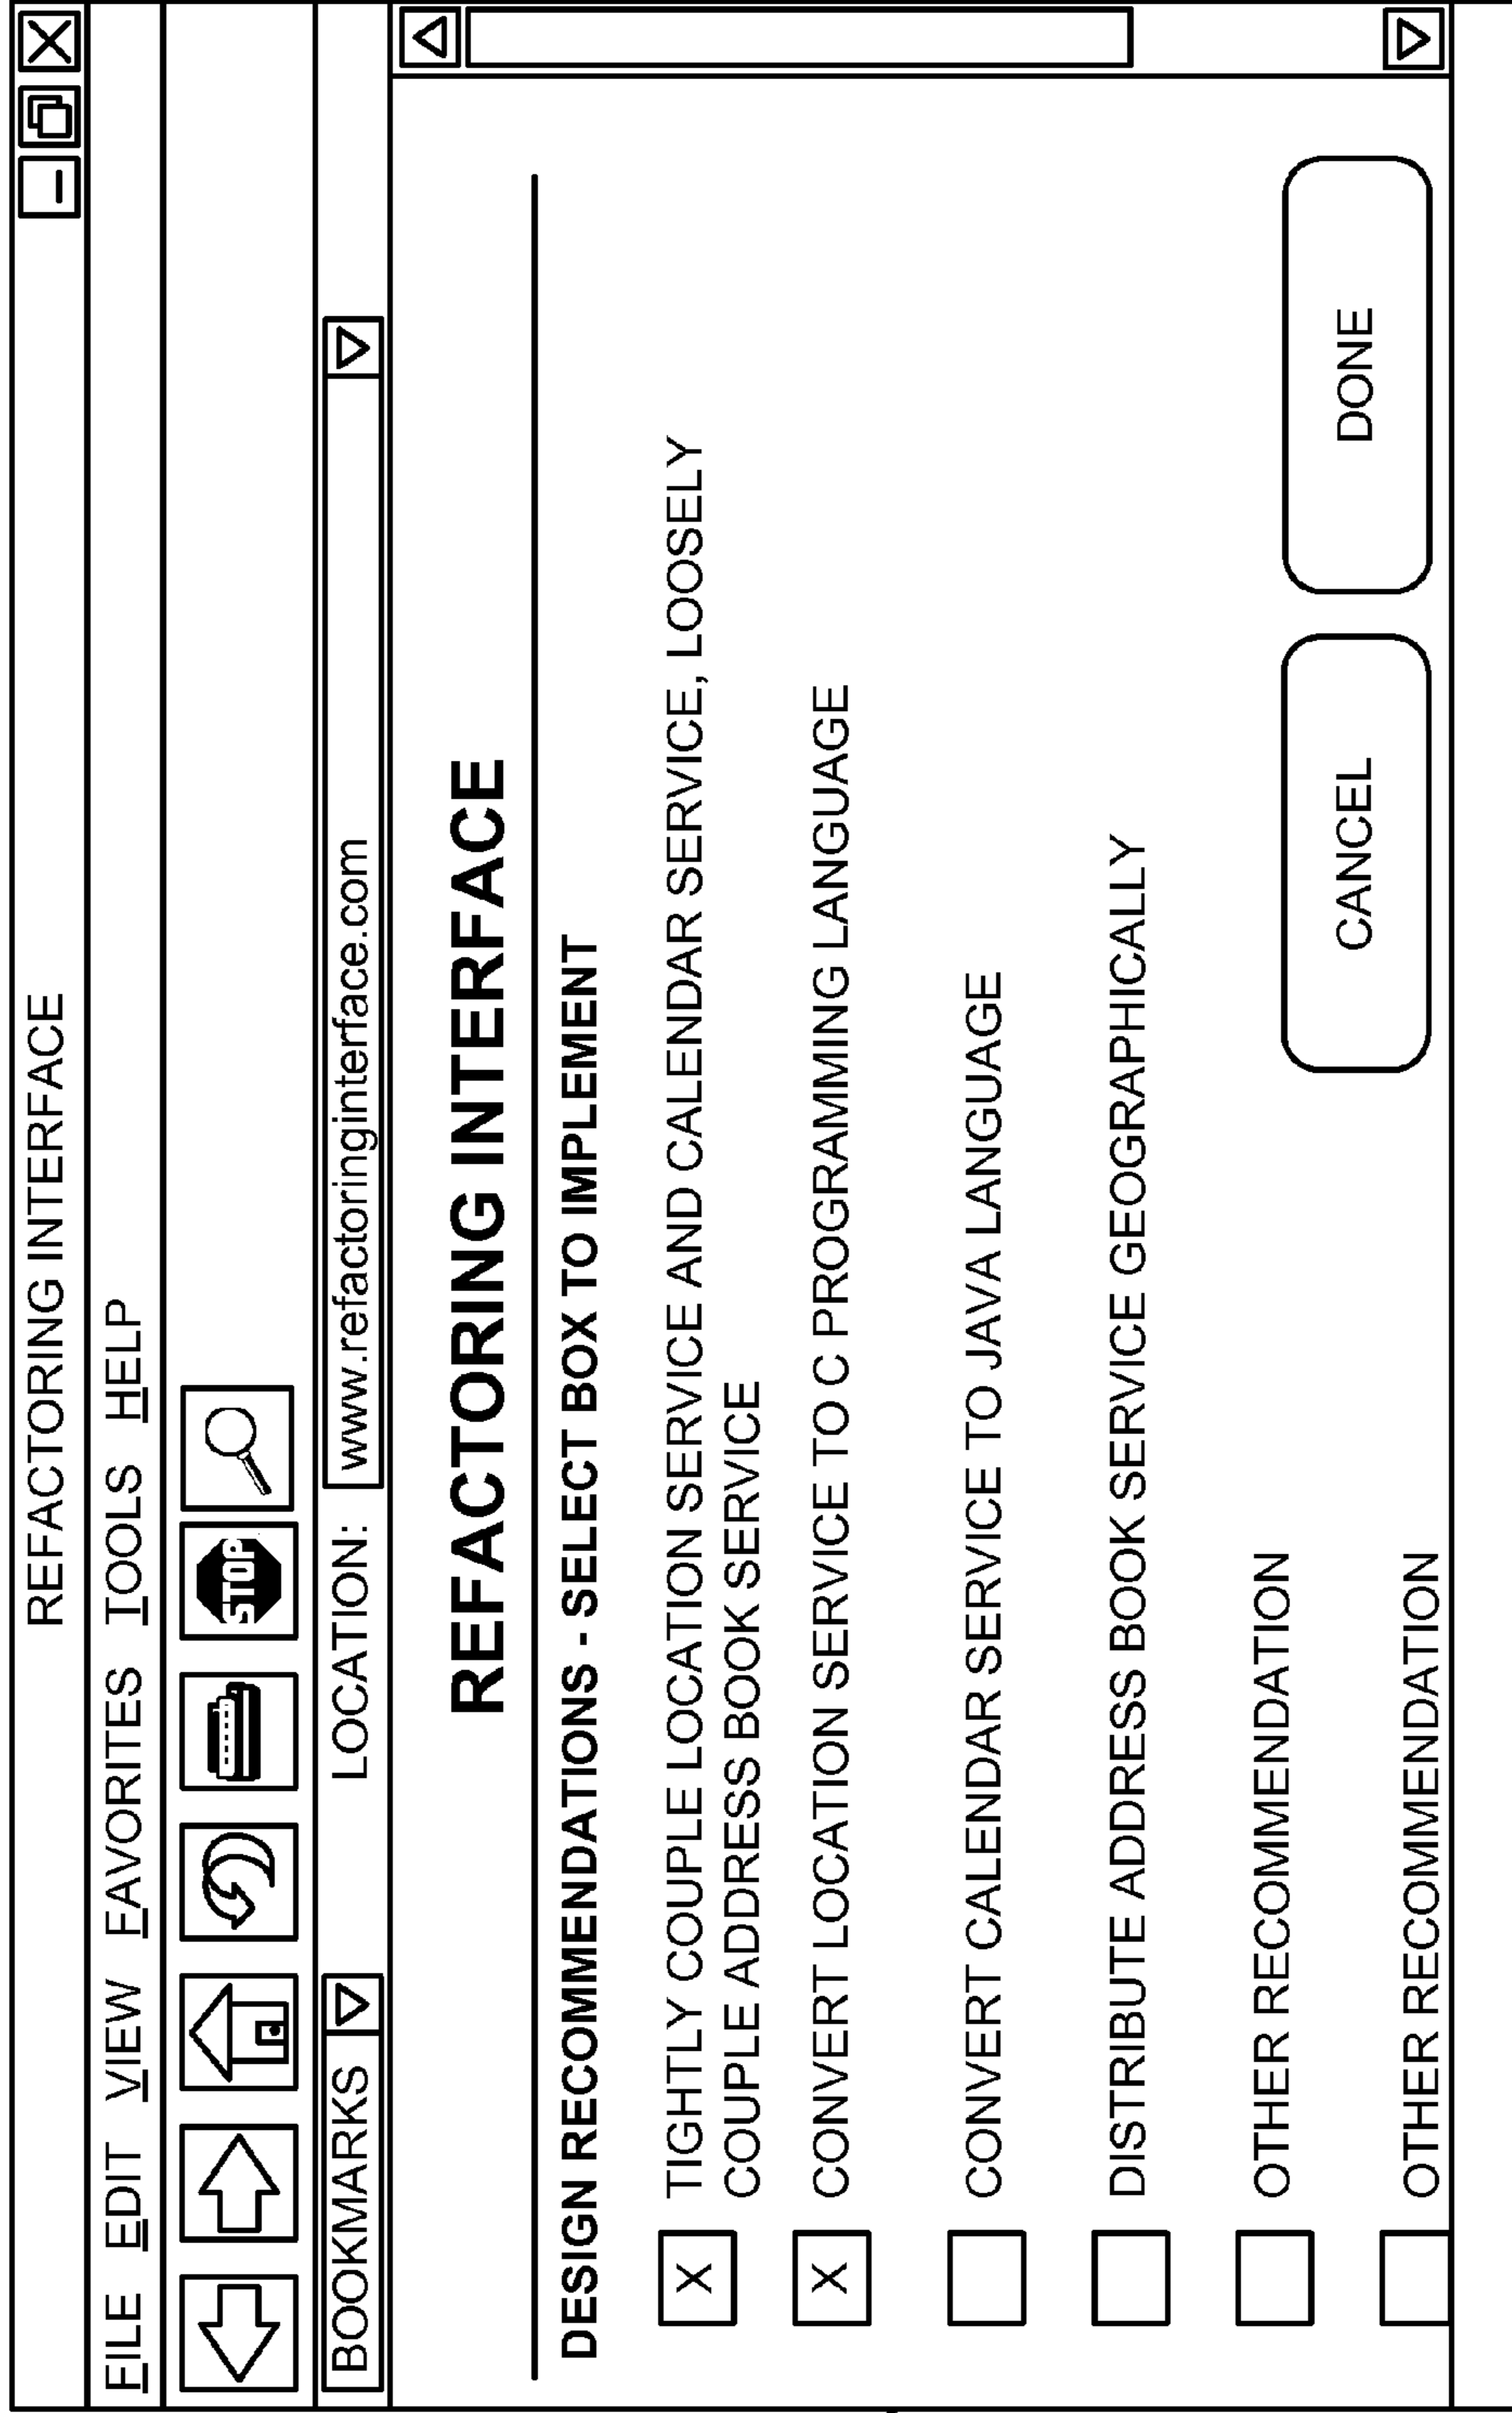 REFACTORING INTERFACE
FILE EDIT VIEW FAVORITES TOOLS HELP
STOP
BOOKMARKS LOCATION: www.refactoringinterface.com
REFACTORING INTERFACE
DESIGN RECOMMENDATIONS - SELECT BOX TO IMPLEMENT
X TIGHTLY COUPLE LOCATION SERVICE AND CALENDAR SERVICE, LOOSELY
COUPLE ADDRESS BOOK SERVICE
X CONVERT LOCATION SERVICE TO C PROGRAMMING LANGUAGE
CONVERT CALENDAR SERVICE TO JAVA LANGUAGE
DISTRIBUTE ADDRESS BOOK SERVICE GEOGRAPHICALLY
OTHER RECOMMENDATION
OTHER RECOMMENDATION
CANCEL DONE